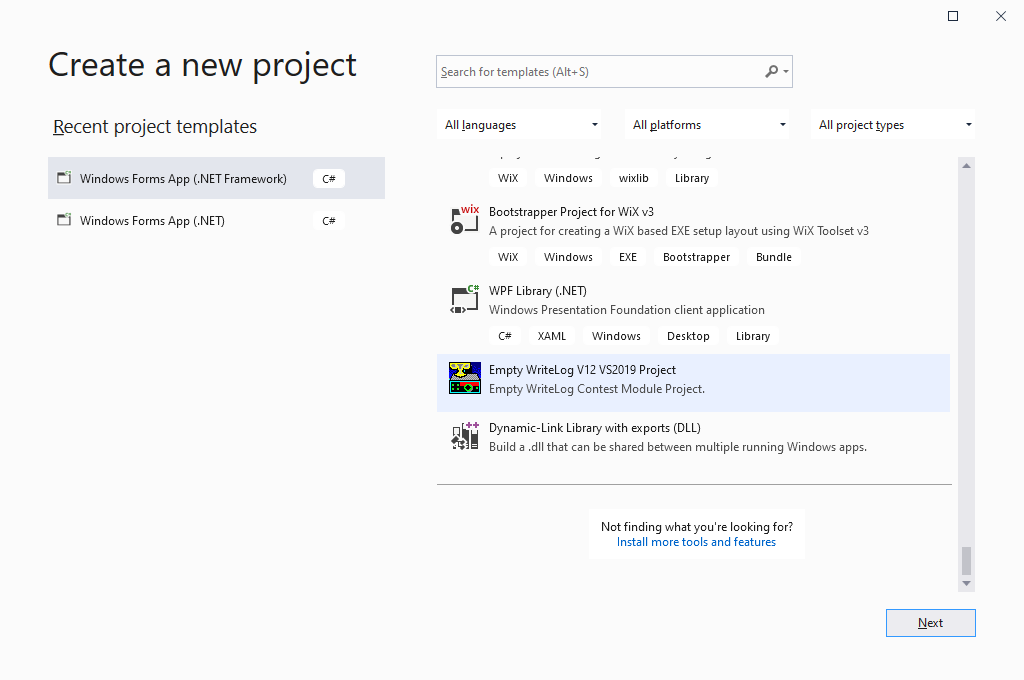 Create a new project
Search for templates (Alt+S)
Recent project templates
All languages
All platforms
All project types
Windows Forms App (.NET Framework)
C#
Windows Forms App (.NET)
C#
WiX
Windows
wixlib
Library
wix
Bootstrapper Project for WiX v3
A project for creating a WiX based EXE setup layout using WiX Toolset v3
WiX
Windows
EXE
Bootstrapper
Bundle
C#
WPF Library (.NET)
Windows Presentation Foundation client application
C#
XAML
Windows
Desktop
Library
Empty WriteLog V12 VS2019 Project
Empty WriteLog Contest Module Project.
++
Dynamic-Link Library with exports (DLL)
Build a .dll that can be shared between multiple running Windows apps.
Not finding what you're looking for?
Install more tools and features
Next